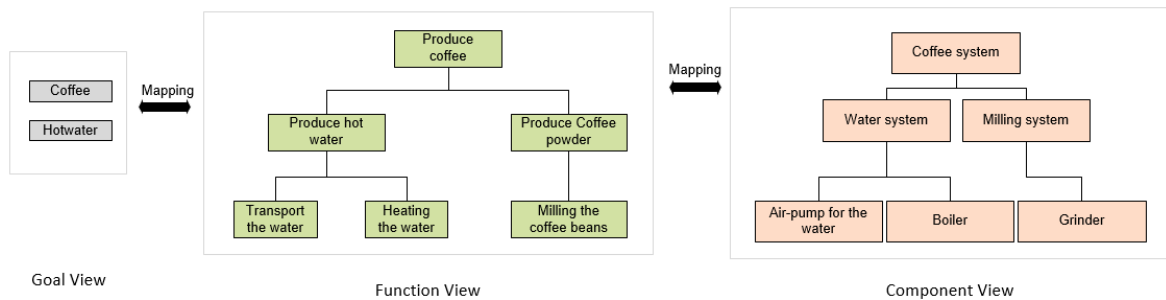 Coffee
Hotwater
Goal View
Mapping
Produce
coffee
Produce hot
water
Produce Coffee
powder
Transport
the water
Heating
the water
Milling the
coffee beans
Function View
Mapping
Coffee system
Water system
Milling system
Air-pump for the
water
Boiler
Grinder
Component View